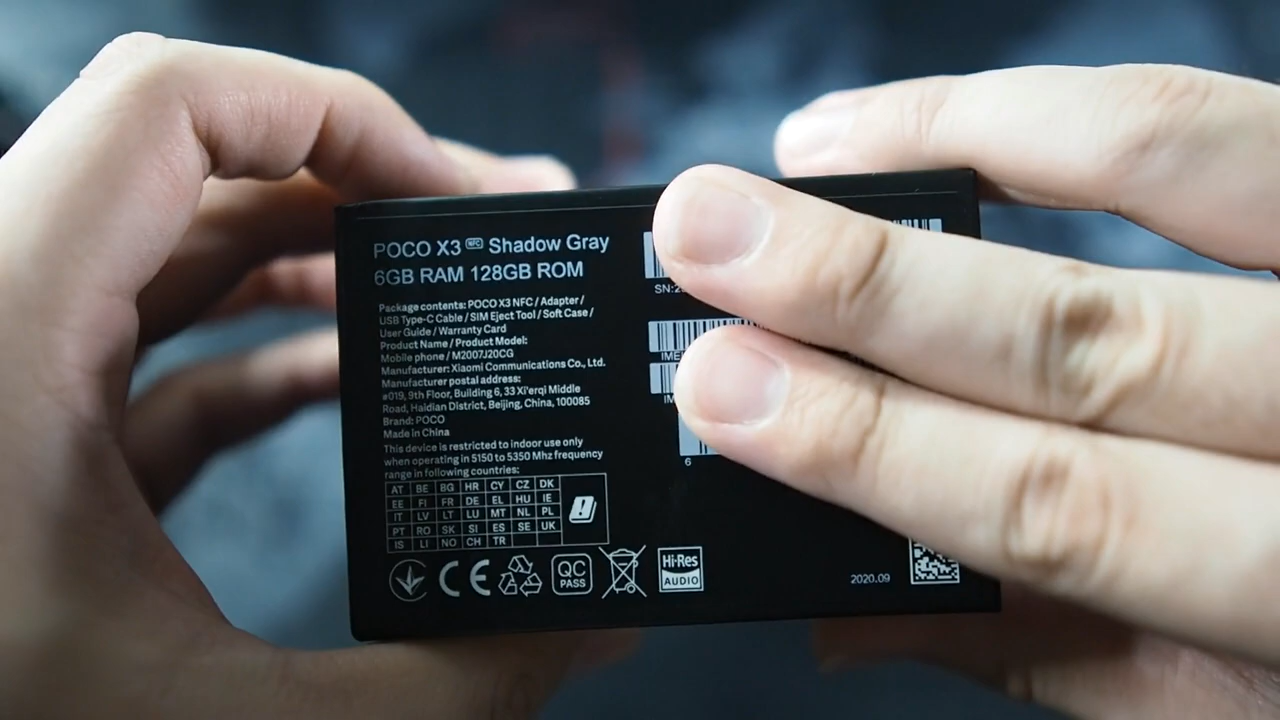 POCO X3 NFC Shadow Gray
6GB RAM 128GB ROM
Package contents: POCO X3 NFC / Adapter /
USB Type-C Cable / SIM Eject Tool / Soft Case /
User Guide / Warranty Card
Product Name / Product Model:
Mobile phone / M2007J20CG
Manufacturer: Xiaomi Communications Co., Ltd.
Manufacturer postal address:
#019, 9th Floor, Building 6, 33 Xi'erqi Middle
Road, Haidian District, Beijing, China, 100085
Brand: POCO
Made in China
This device is restricted to indoor use only
when operating in 5150 to 5350 Mhz frequency
range in following countries:
AT BE BG HR CY CZ DK
EE FI FR DE EL HU IE
IT LV LT LU MT NL PL
PT RO SK SI ES SE UK
IS LI NO CH TR
CE
QC
PASS
Hi-Res
AUDIO
SN:
6
2020.09